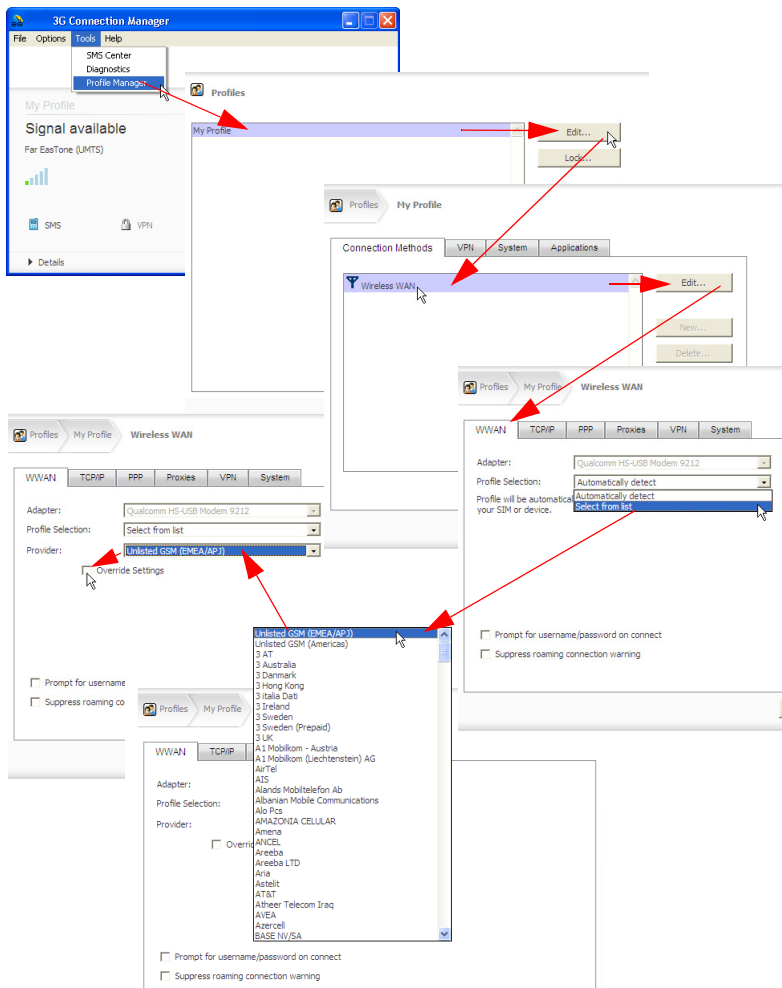 3G Connection Manager
File Options Tools Help
SMS Center
Diagnostics
Profile Manager
My Profile
Signal available
Far EasTone (UMTS)
SMS VPN
Details
Profiles
My Profile
Edit...
Lock...
Profiles My Profile
Connection Methods VPN System Applications
Wireless WAN
Edit...
New...
Delete...
Profiles My Profile Wireless WAN
WWAN TCP/IP PPP Proxies VPN System
Adapter: Qualcomm HS-USB Modem 9212
Profile Selection: Automatically detect
Automatically detect
Select from list
Profile will be automatica
your SIM or device.
Prompt for username/password on connect
Suppress roaming connection warning
Profiles My Profile Wireless WAN
WWAN TCP/IP PPP Proxies VPN System
Adapter: Qualcomm HS-USB Modem 9212
Profile Selection: Select from list
Provider: Unlisted GSM (EMEA/APJ)
Override Settings
Prompt for username
Suppress roaming co
Unlisted GSM (EMEA/APJ)
Unlisted GSM (Americas)
3 AT
3 Australia
3 Danmark
3 Hong Kong
3 italia Dati
3 Ireland
3 Sweden
3 Sweden (Prepaid)
3 UK
A1 Mobilkom - Austria
A1 Mobilkom (Liechtenstein) AG
AirTel
AIS
Alands Mobiltelefon Ab
Albanian Mobile Communications
Alo Pcs
AMAZONIA CELULAR
Amena
ANCEL
Areeba
Areeba LTD
Aria
Astelit
AT&T
Atheer Telecom Iraq
AVEA
Azercell
BASE NV/SA
Profiles My Profile
WWAN TCP/IP
Adapter:
Profile Selection:
Provider:
Overri
Prompt for username/password on connect
Suppress roaming connection warning